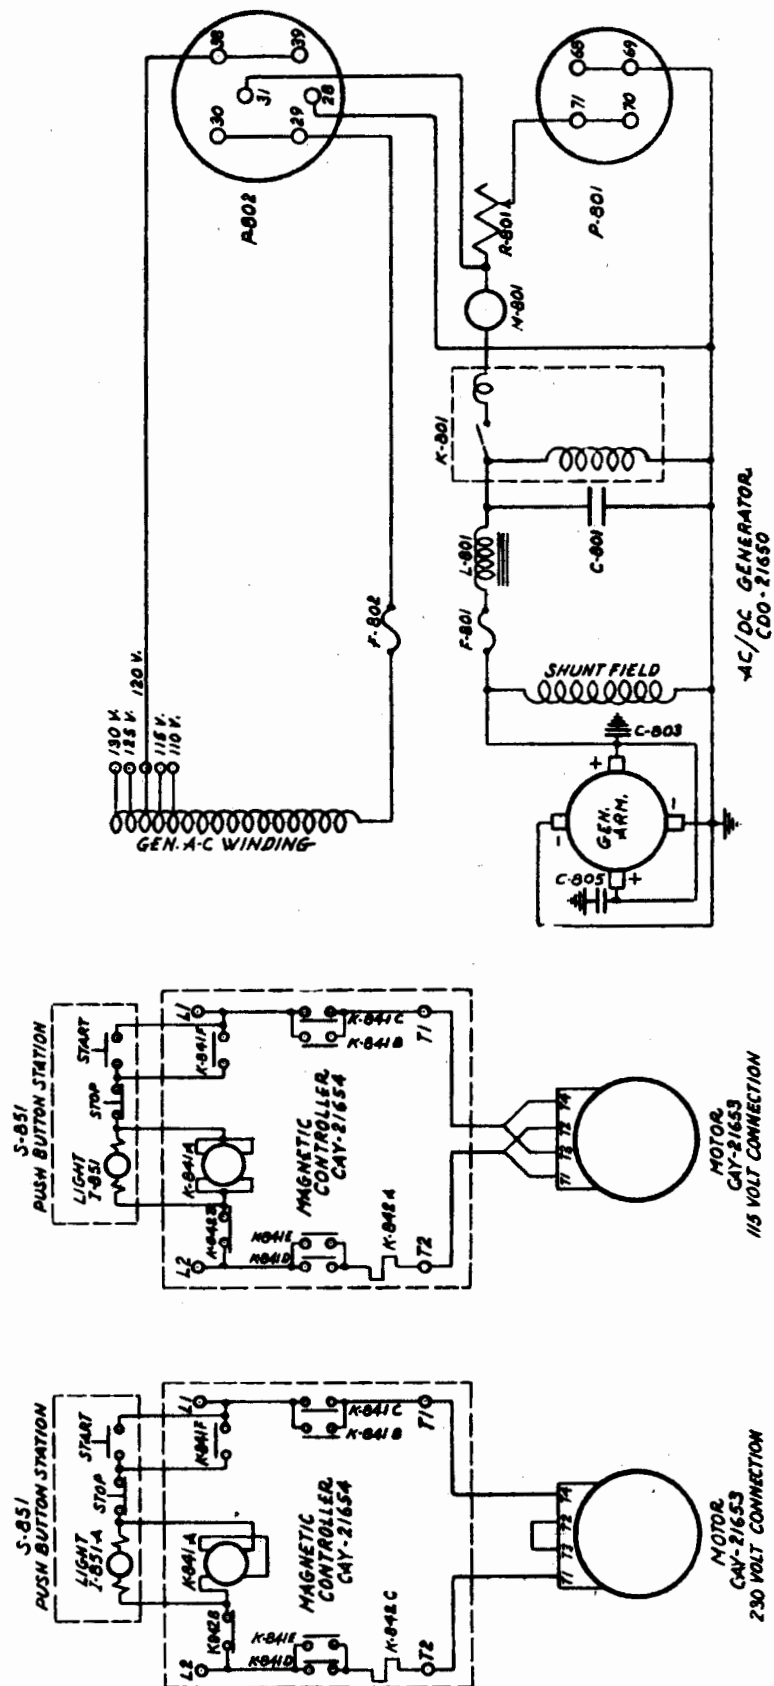 38
39
30
31
28
29
P-802
130 V.
125 V.
120 V.
115 V.
110 V.
GEN. A-C WINDING
F-802
68
69
71
70
P-801
R-801
M-801
K-801
L-801
F-801
C-801
SHUNT FIELD
C-803
+
-
GEN.
ARM.
-
+
C-805
AC/DC GENERATOR
CDO-21650
S-851
PUSH BUTTON STATION
START
STOP
LIGHT
I-851
L1
K-841F
K-841A
K-842B
L2
K-841C
K-841B
MAGNETIC
CONTROLLER
CAY-21654
K-841E
K-841D
K-842A
T1
T2
T4
T2
T3
T1
MOTOR
CAY-21653
115 VOLT CONNECTION
S-851
PUSH BUTTON STATION
START
STOP
LIGHT
I-851-A
L1
K841F
K-841A
K842B
L2
K-841C
K-841B
MAGNETIC
CONTROLLER
CAY-21654
K-841E
K-841D
K-842C
T1
T2
T4
T2
T3
T1
MOTOR
CAY-21653
230 VOLT CONNECTION